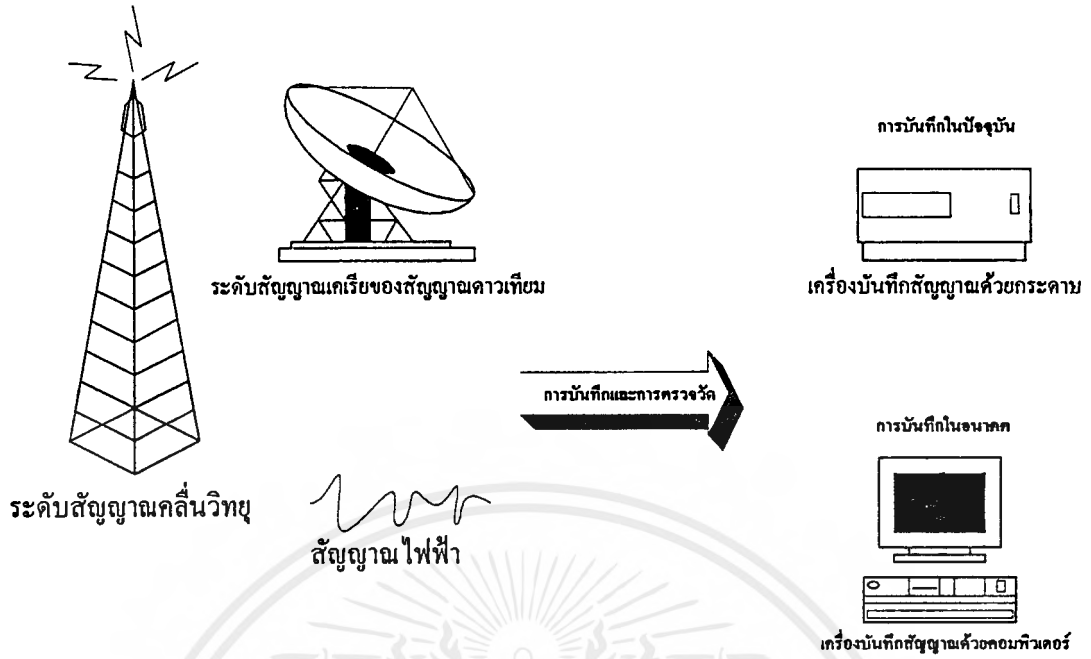 การบันทึกในปัจจุบัน
ระดับสัญญาณเคเรียของสัญญาณดาวเทียม
เครื่องบันทึกสัญญาณด้วยกระดาษ
การบันทึกและการตรวจวัด
การบันทึกในอนาคต
ระดับสัญญาณคลื่นวิทยุ
สัญญาณไฟฟ้า
เครื่องบันทึกสัญญาณด้วยคอมพิวเตอร์